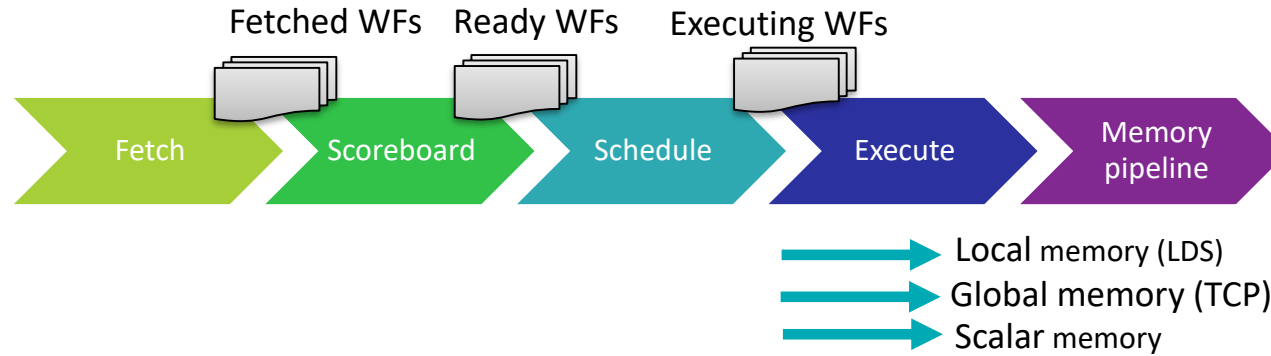 Fetched WFs
Ready WFs
Executing WFs
Fetch
Scoreboard
Schedule
Execute
Memory
pipeline
Local memory (LDS)
Global memory (TCP)
Scalar memory